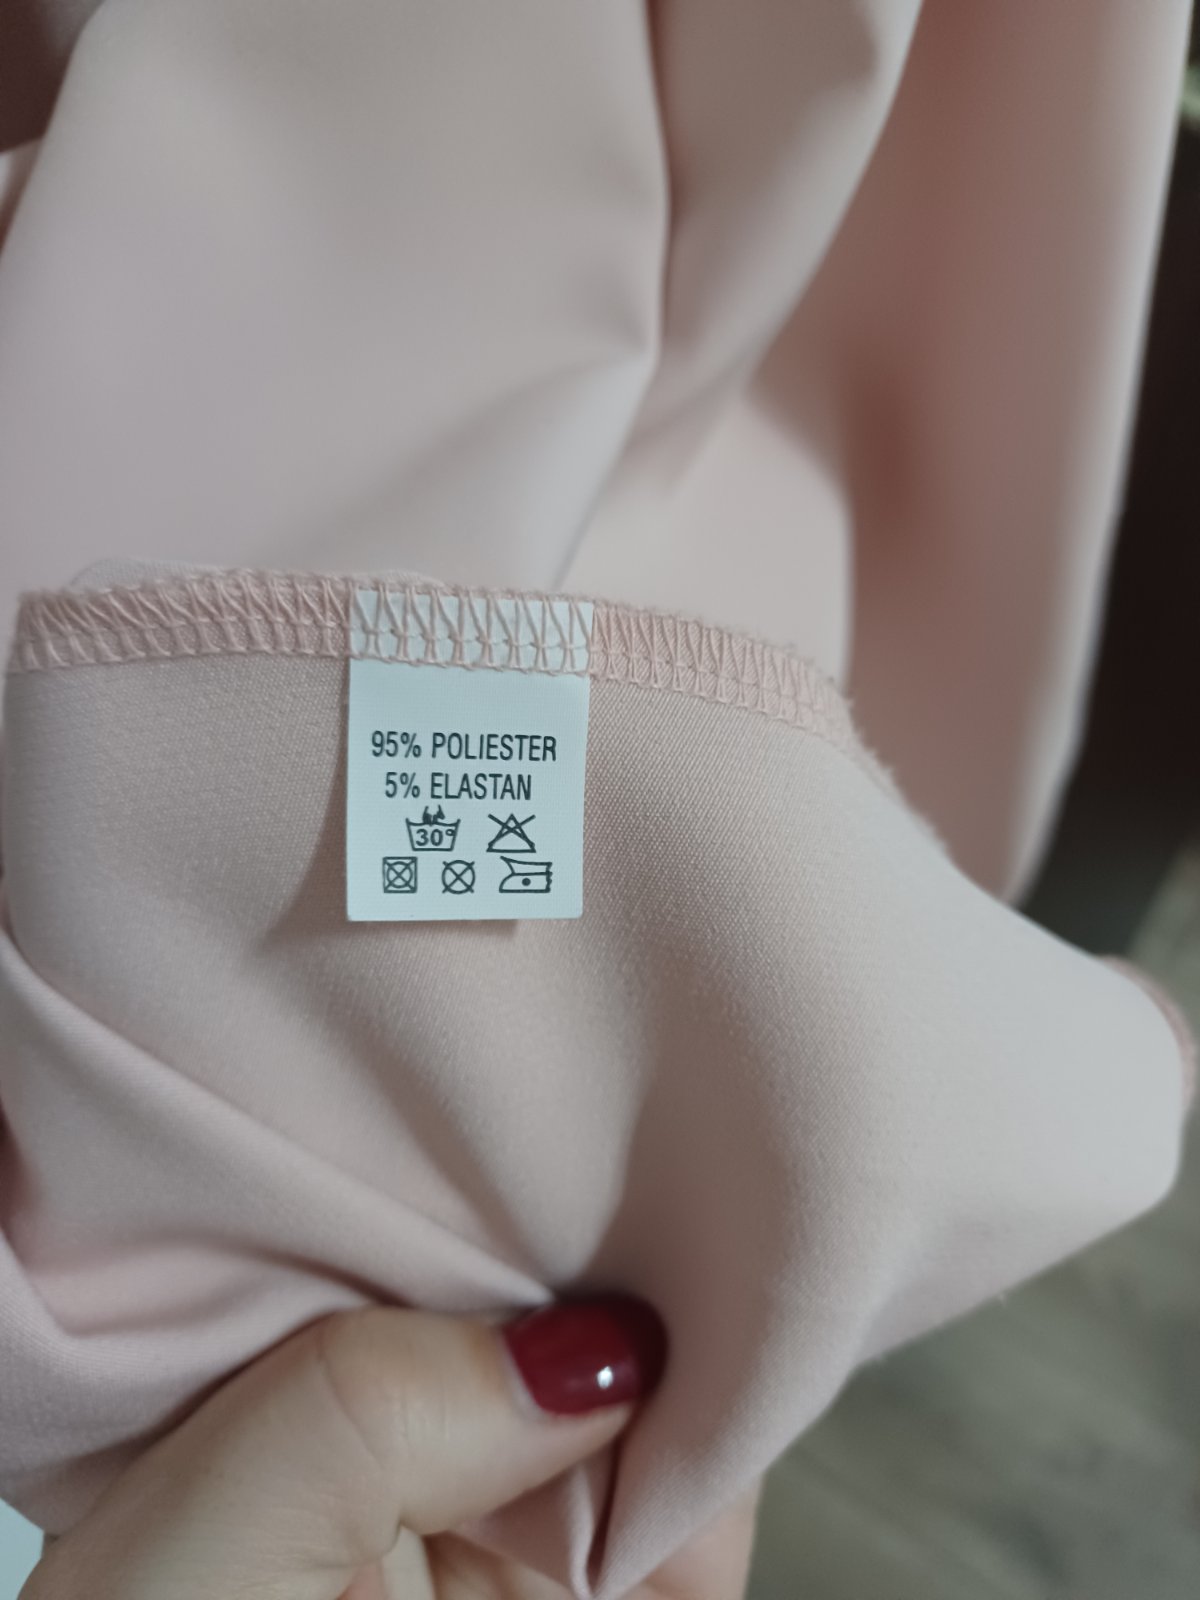 95% POLIESTER
5% ELASTAN
30°